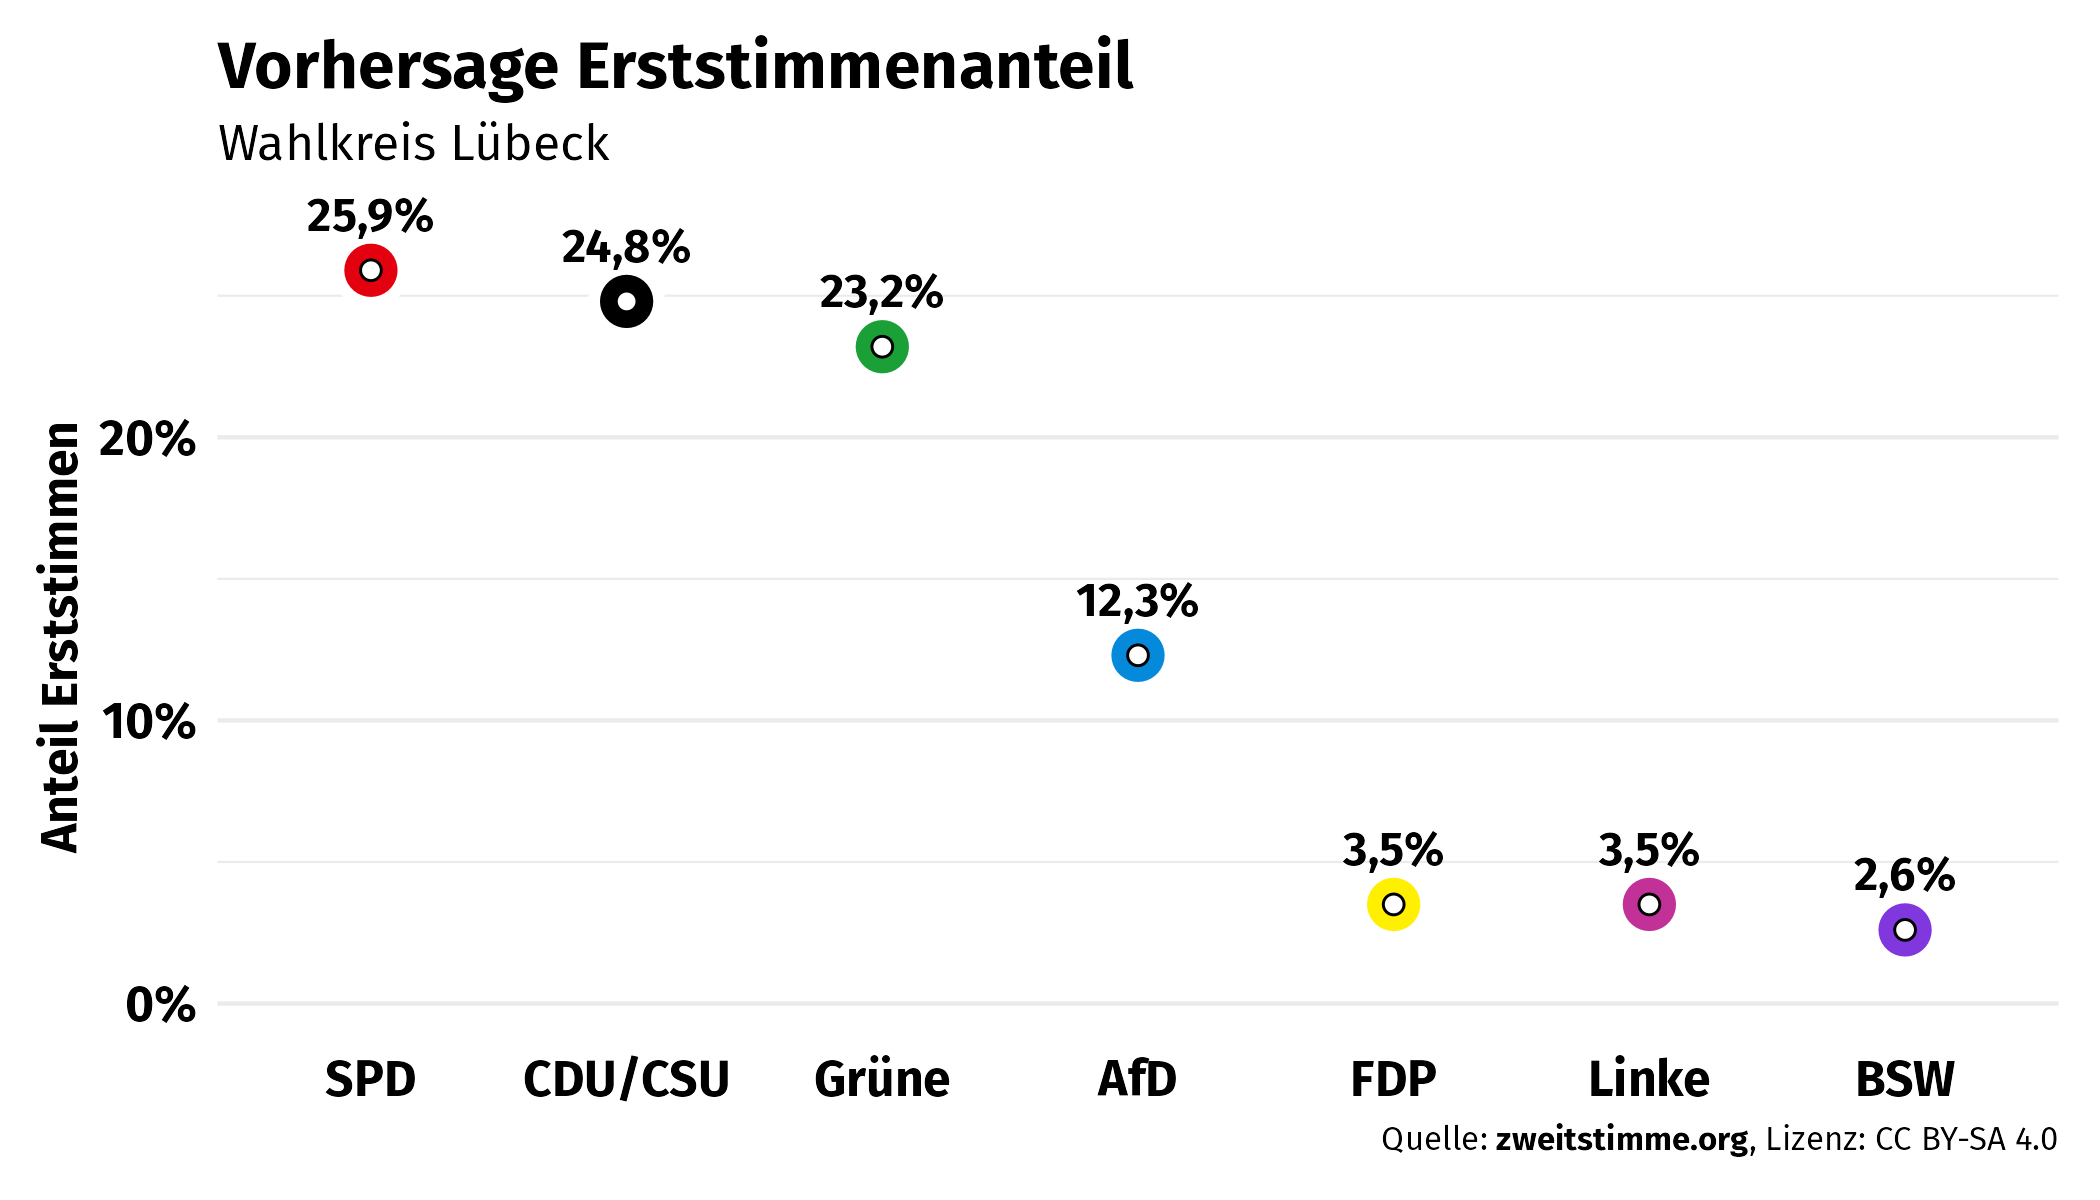 Vorhersage Erststimmenanteil
Wahlkreis Lübeck
25,9%
24,8%
23,2%
12,3%
3,5%
3,5%
2,6%
Anteil Erststimmen
20%
10%
0%
SPD
CDU/CSU
Grüne
AfD
FDP
Linke
BSW
Quelle: zweitstimme.org, Lizenz: CC BY-SA 4.0